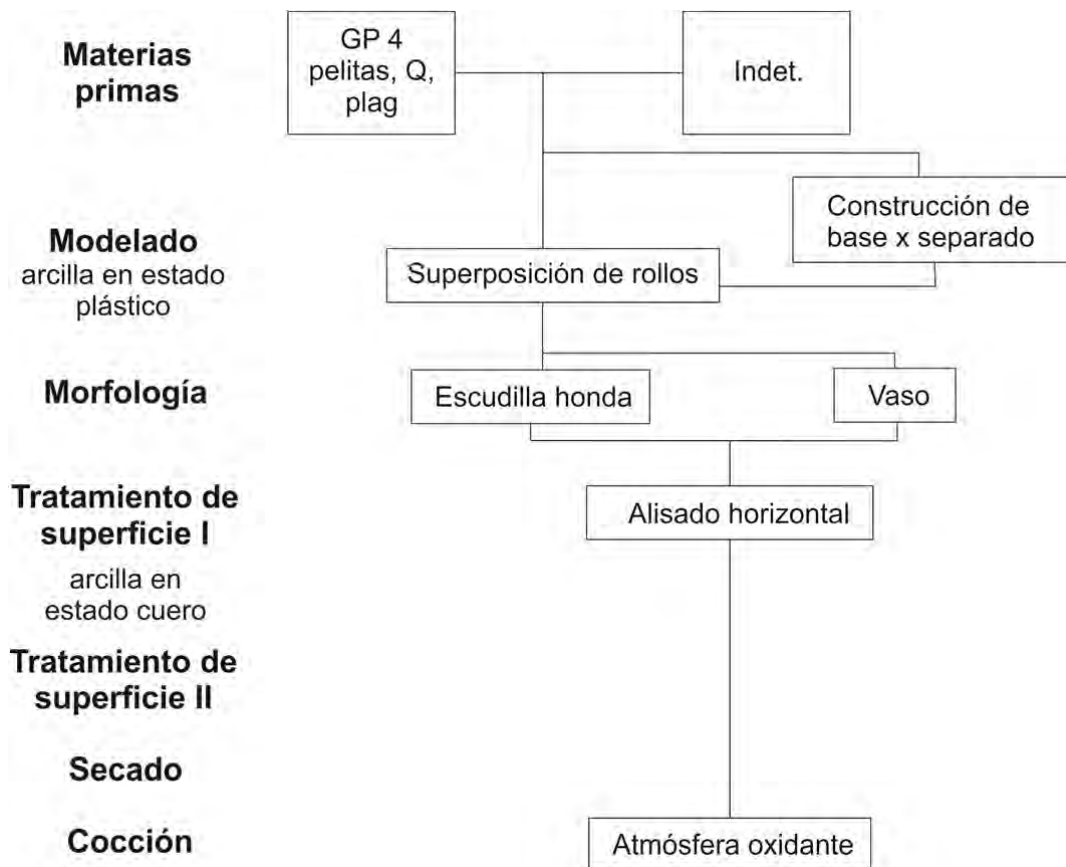 Materias
primas
GP 4
pelitas, Q,
plag
Indet.
Modelado
arcilla en estado
plástico
Construcción de
base x separado
Superposición de rollos
Morfología
Escudilla honda
Vaso
Tratamiento de
superficie I
arcilla en
estado cuero
Alisado horizontal
Tratamiento de
superficie II
Secado
Cocción
Atmósfera oxidante